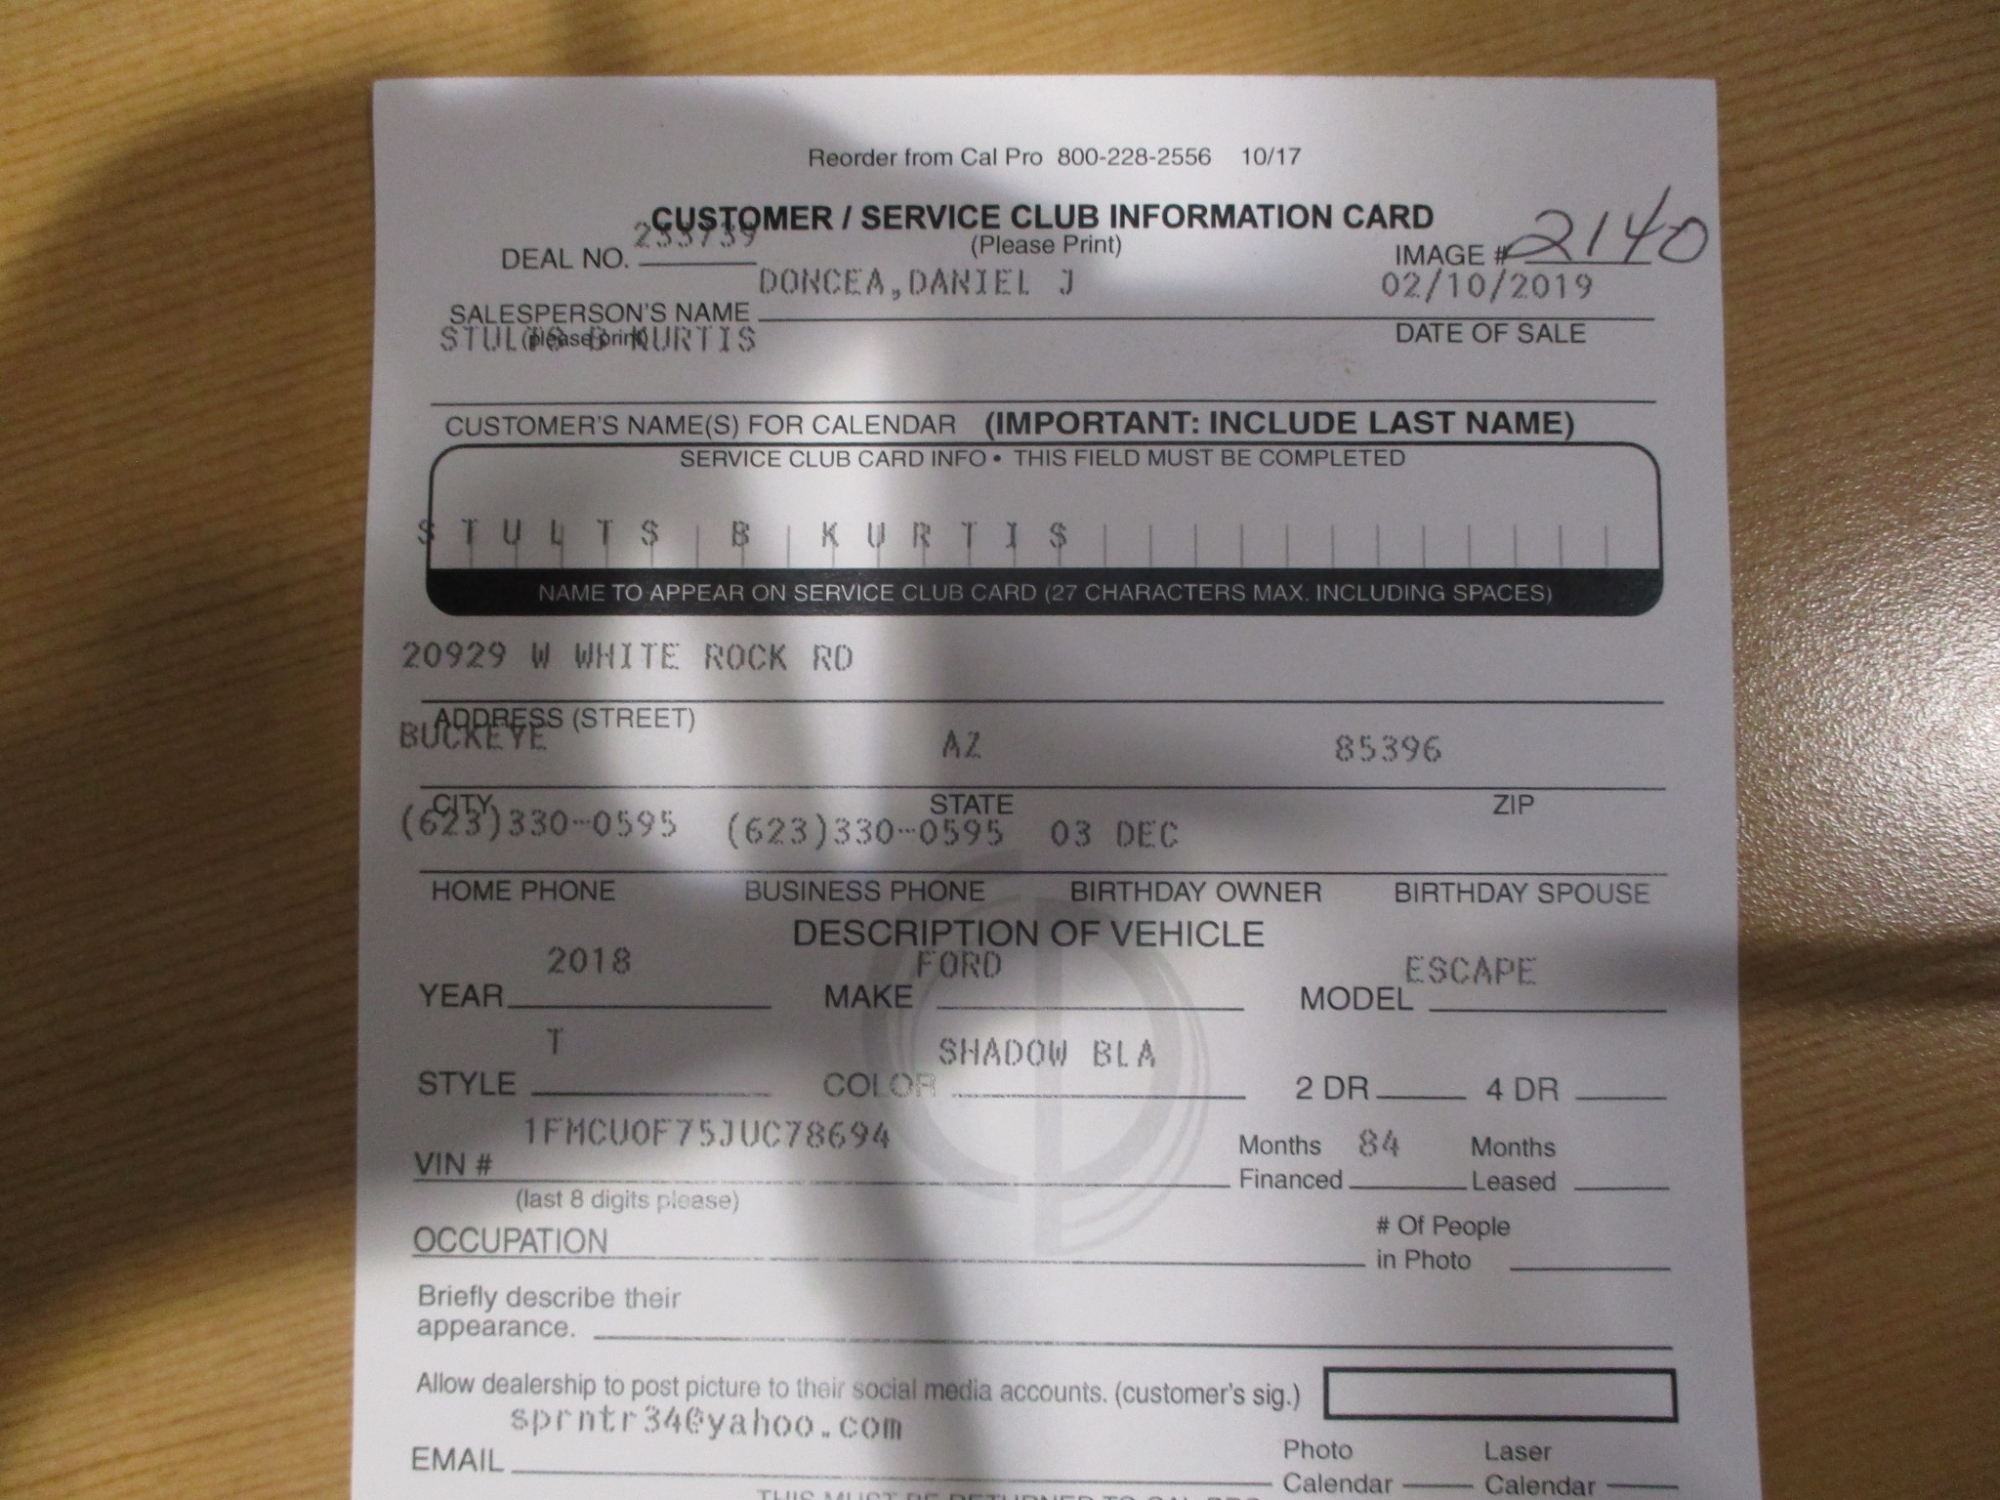 Reorder from Cal Pro 800-228-2556 10/17
CUSTOMER / SERVICE CLUB INFORMATION CARD
(Please Print)
DEAL NO. 233739
IMAGE # 2140
DONCEA,DANIEL J 02/10/2019
SALESPERSON'S NAME
(please print)
DATE OF SALE
STULTS B KURTIS
CUSTOMER'S NAME(S) FOR CALENDAR (IMPORTANT: INCLUDE LAST NAME)
SERVICE CLUB CARD INFO • THIS FIELD MUST BE COMPLETED
STULTS B KURTIS
NAME TO APPEAR ON SERVICE CLUB CARD (27 CHARACTERS MAX. INCLUDING SPACES)
20929 W WHITE ROCK RD
ADDRESS (STREET)
BUCKEYE AZ 85396
CITY STATE ZIP
(623)330-0595 (623)330-0595 03 DEC
HOME PHONE BUSINESS PHONE BIRTHDAY OWNER BIRTHDAY SPOUSE
DESCRIPTION OF VEHICLE
YEAR 2018 MAKE FORD MODEL ESCAPE
STYLE T COLOR SHADOW BLA 2 DR 4 DR
VIN # 1FMCU0F75JUC78694
Months Financed 84 Months Leased
(last 8 digits please)
OCCUPATION
# Of People in Photo
Briefly describe their
appearance.
Allow dealership to post picture to their social media accounts. (customer's sig.)
EMAIL sprntr34@yahoo.com
Photo Calendar Laser Calendar